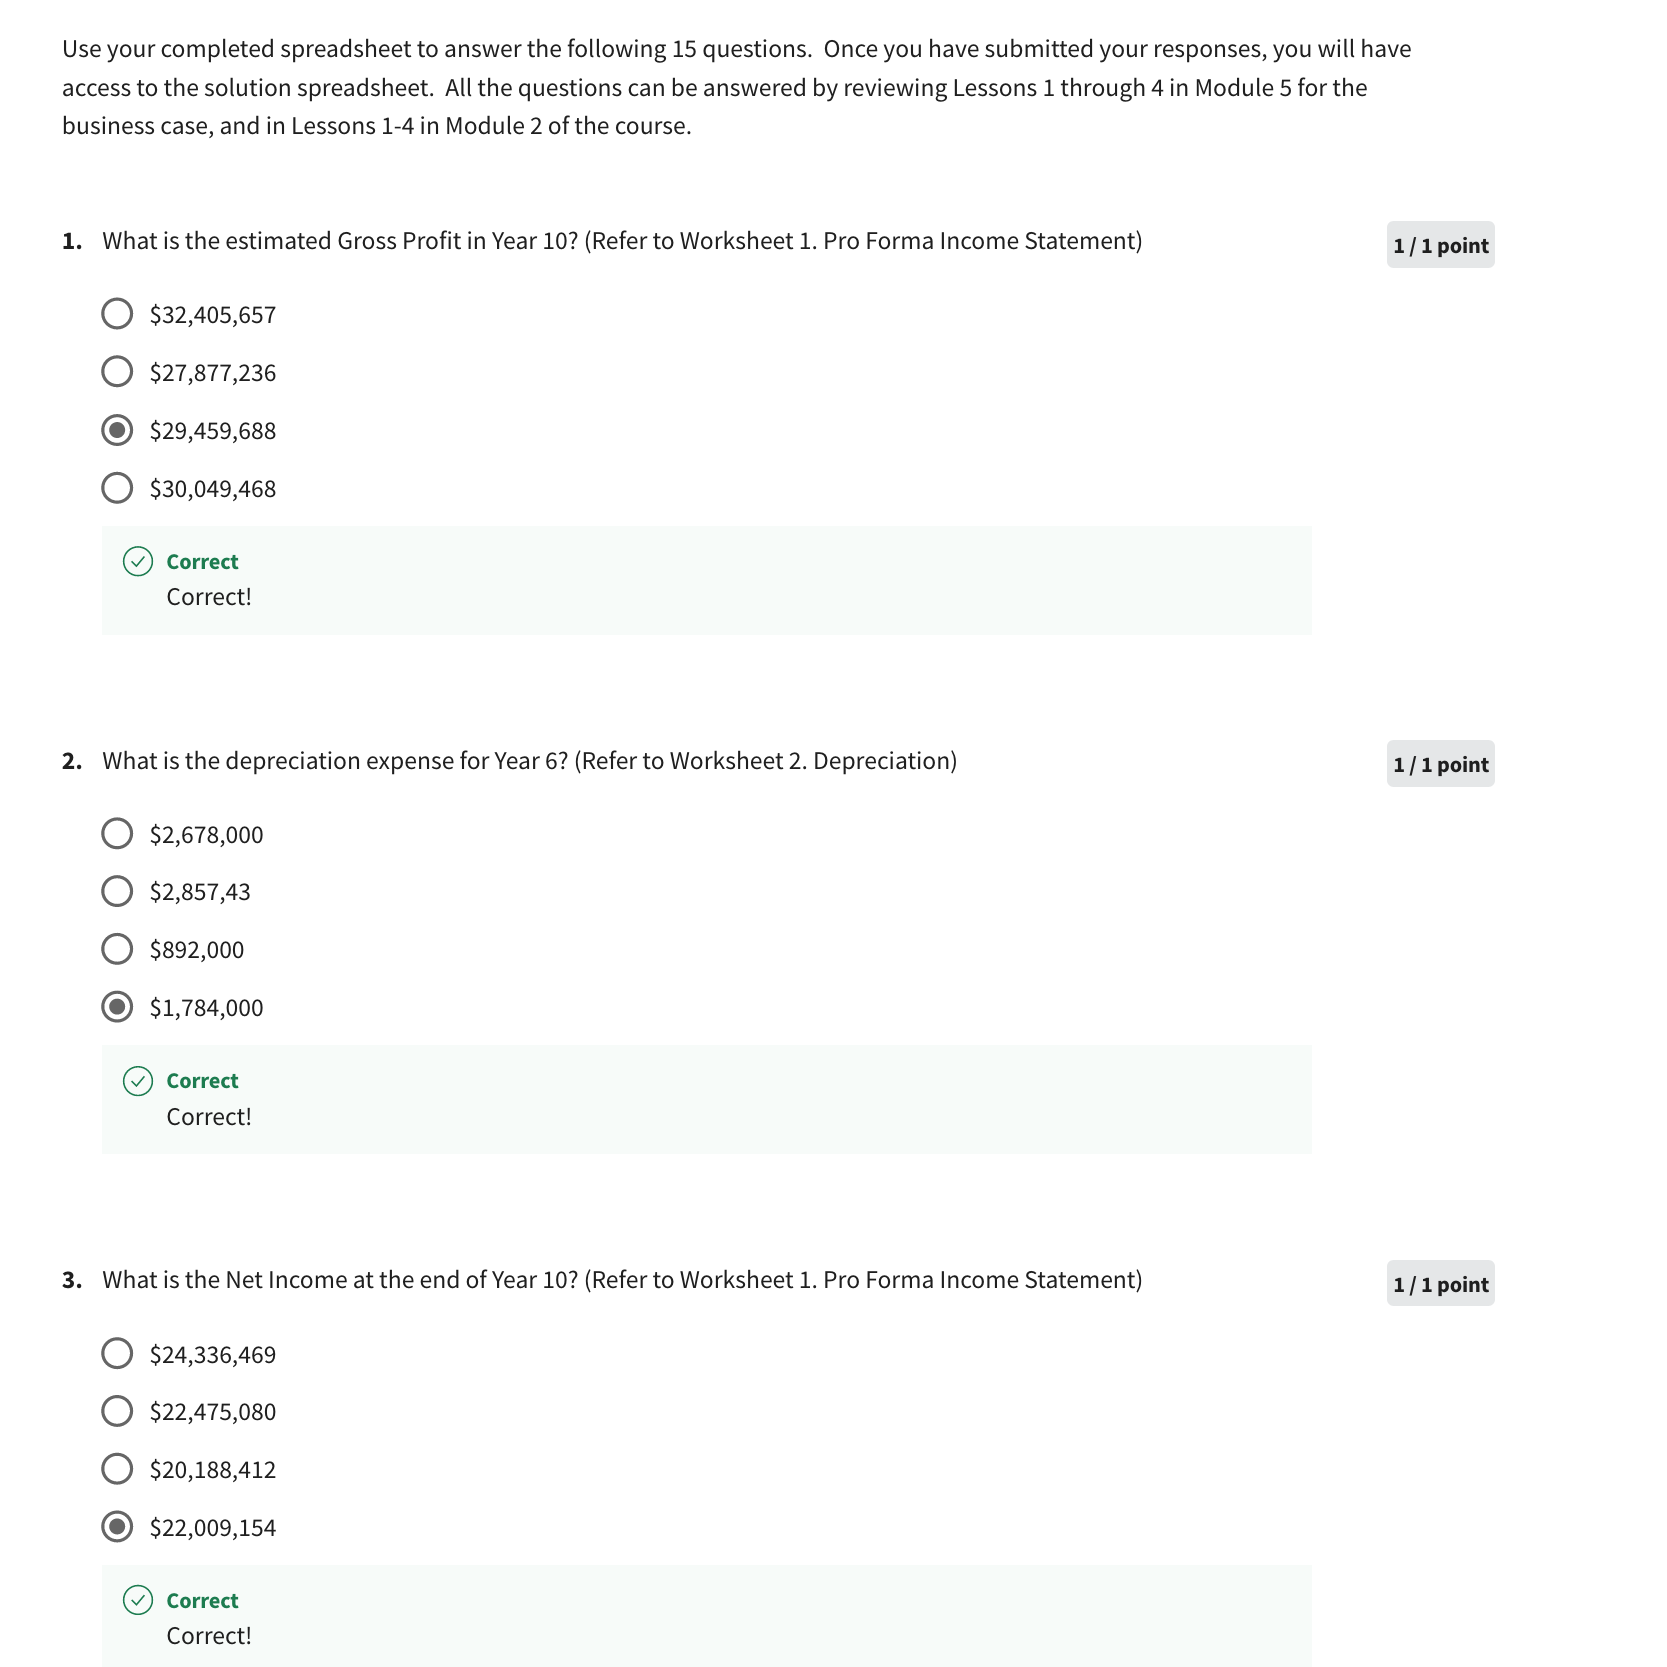 Use your completed spreadsheet to answer the following 15 questions.  Once you have submitted your responses, you will have
access to the solution spreadsheet.  All the questions can be answered by reviewing Lessons 1 through 4 in Module 5 for the
business case, and in Lessons 1-4 in Module 2 of the course.
1. What is the estimated Gross Profit in Year 10? (Refer to Worksheet 1. Pro Forma Income Statement)
1 / 1 point
$32,405,657
$27,877,236
$29,459,688
$30,049,468
Correct
Correct!
2. What is the depreciation expense for Year 6? (Refer to Worksheet 2. Depreciation)
1 / 1 point
$2,678,000
$2,857,43
$892,000
$1,784,000
Correct
Correct!
3. What is the Net Income at the end of Year 10? (Refer to Worksheet 1. Pro Forma Income Statement)
1 / 1 point
$24,336,469
$22,475,080
$20,188,412
$22,009,154
Correct
Correct!